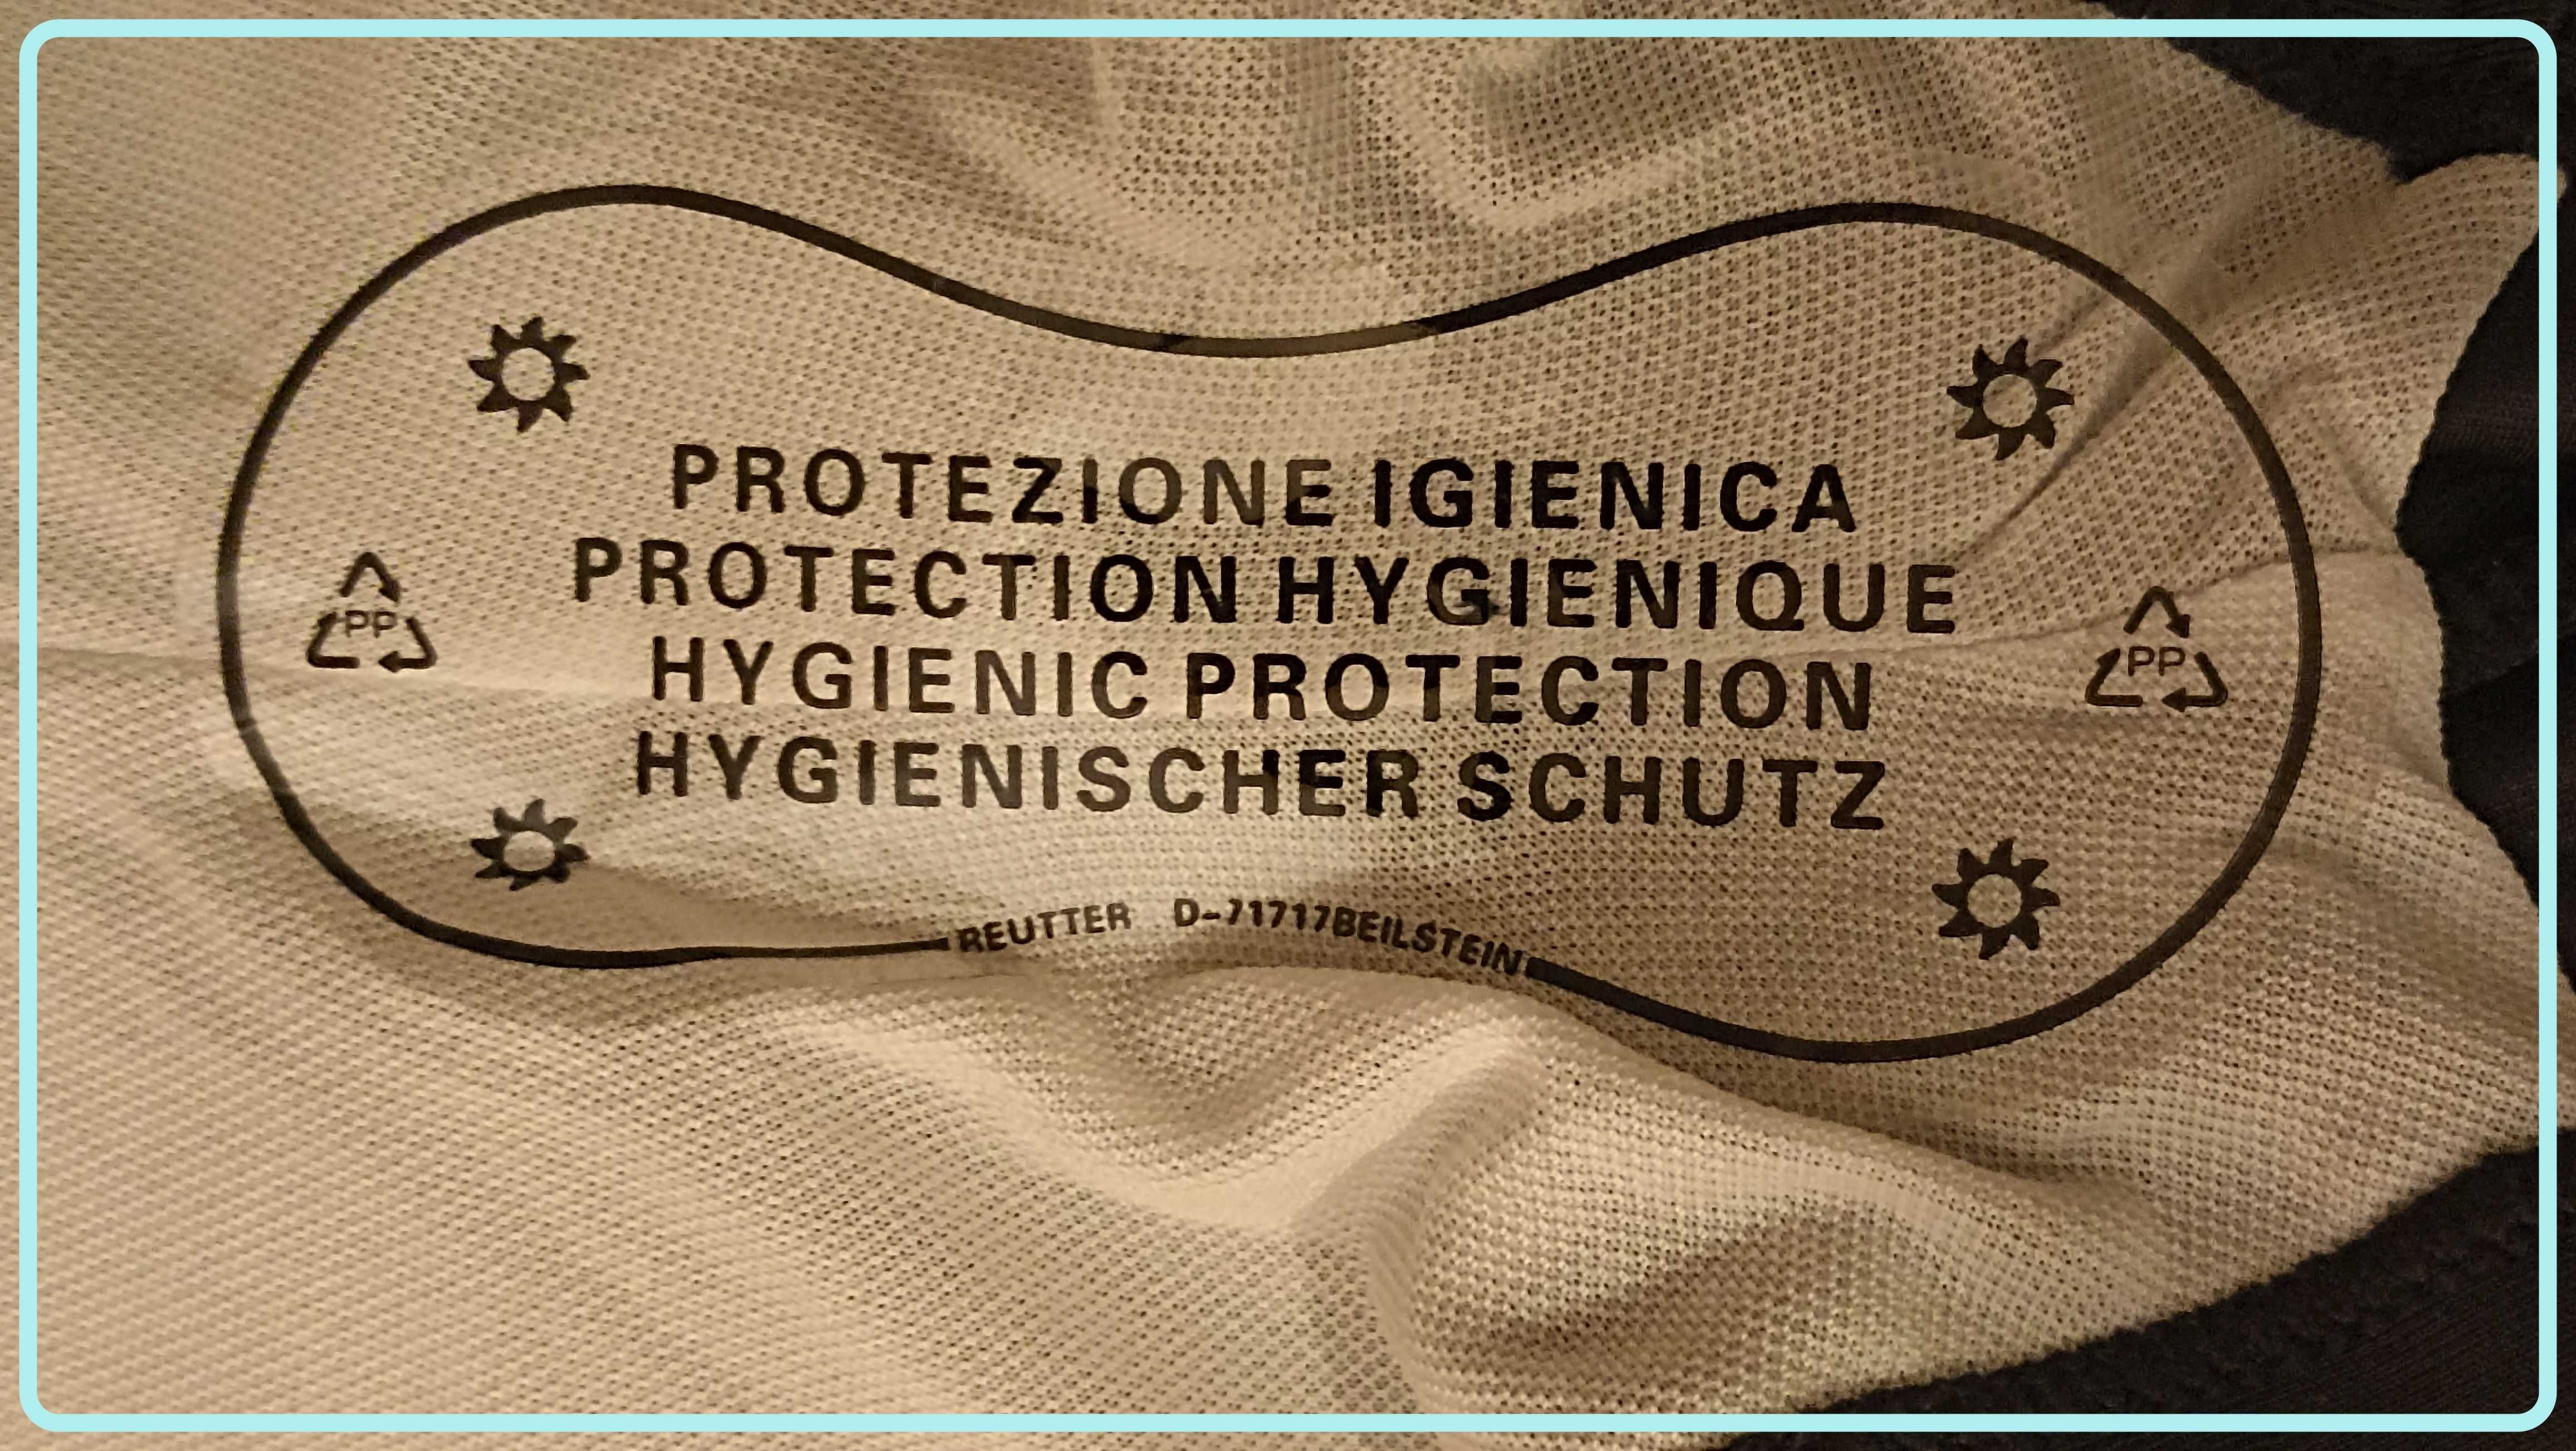 PROTEZIONE IGIENICA
PROTECTION HYGIENIQUE
PP
PP
HYGIENIC PROTECTION
HYGIENISCHER SCHUTZ
REUTTER D-71717BEILSTEIN